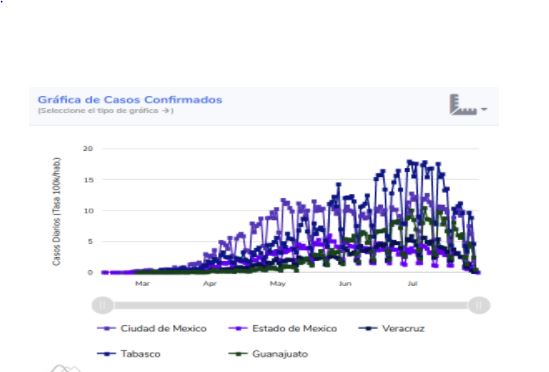 Gráfica de Casos Confirmados
(Seleccione el tipo de gráfica →)
Casos Diarios (Tasa 100k/hab.)
20
15
10
5
0
Mar Apr May Jun Jul
Ciudad de Mexico Estado de Mexico Veracruz
Tabasco Guanajuato